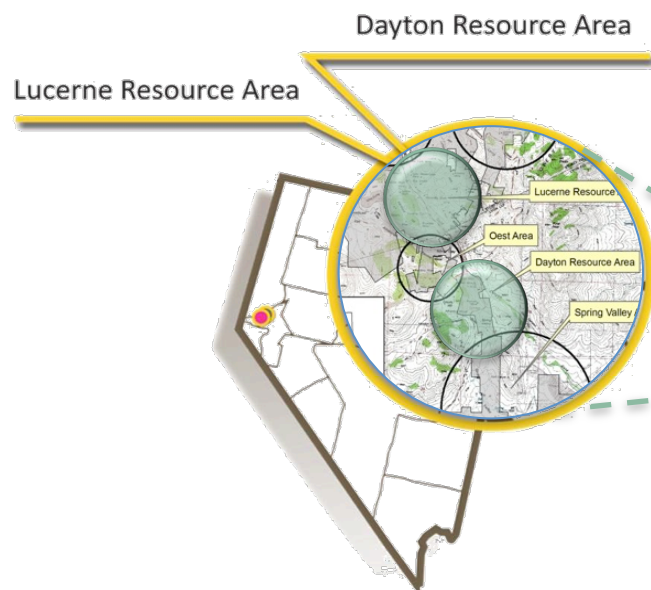 Dayton Resource Area
Lucerne Resource Area
Lucerne Resource
Oest Area
Dayton Resource Area
Spring Valley